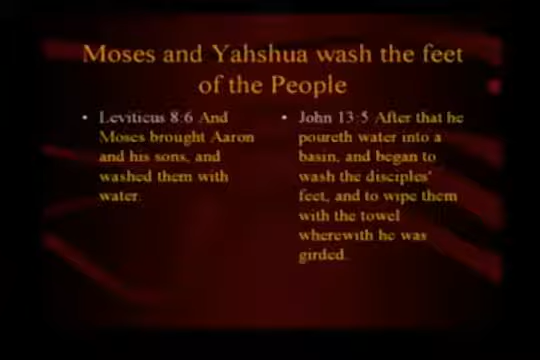 Moses and Yahshua wash the feet
of the People
• Leviticus 8:6 And
Moses brought Aaron
and his sons, and
washed them with
water.
• John 13:5 After that he
poureth water into a
basin, and began to
wash the disciples'
feet, and to wipe them
with the towel
wherewith he was
girded.